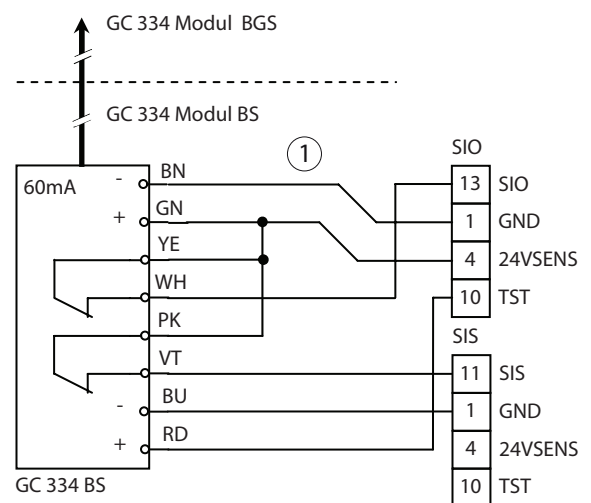 GC 334 Modul BGS
GC 334 Modul BS
1
SIO
60mA
- BN
+ GN
YE
WH
PK
VT
- BU
+ RD
GC 334 BS
13 SIO
1 GND
4 24VSENS
10 TST
SIS
11 SIS
1 GND
4 24VSENS
10 TST